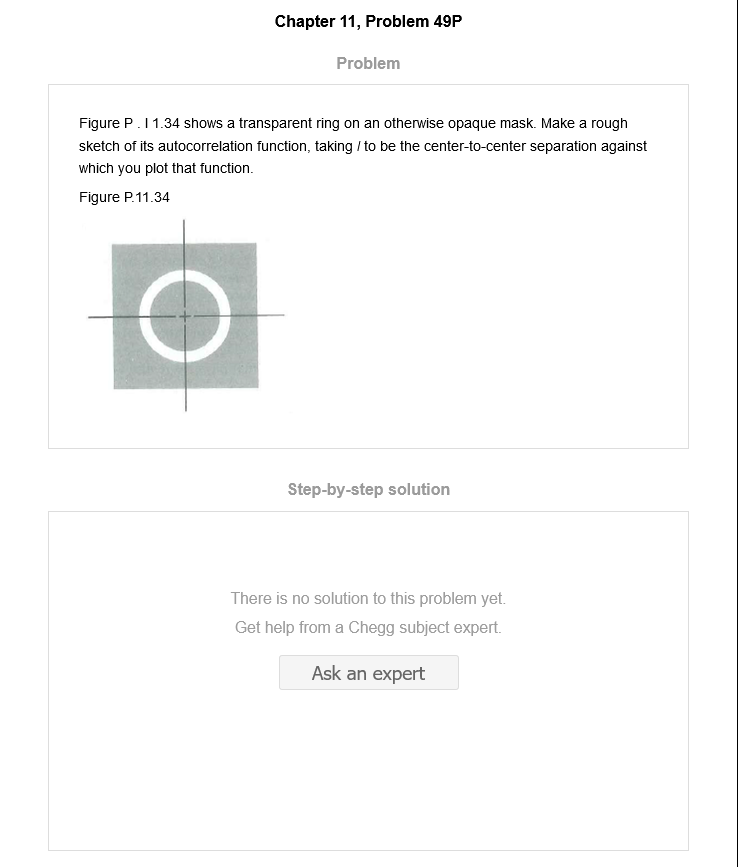 Chapter 11, Problem 49P
Problem
Figure P . I 1.34 shows a transparent ring on an otherwise opaque mask. Make a rough
sketch of its autocorrelation function, taking l to be the center-to-center separation against
which you plot that function.
Figure P.11.34
Step-by-step solution
There is no solution to this problem yet.
Get help from a Chegg subject expert.
Ask an expert